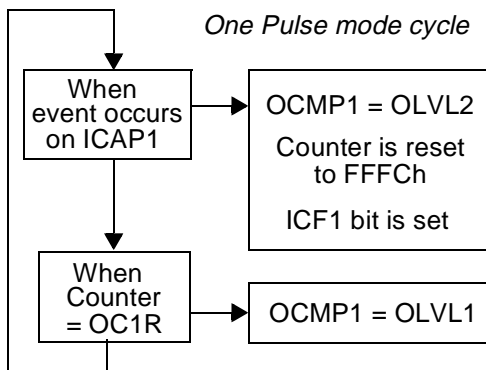 One Pulse mode cycle
When
event occurs
on ICAP1
OCMP1 = OLVL2
Counter is reset
to FFFCh
ICF1 bit is set
When
Counter
= OC1R
OCMP1 = OLVL1